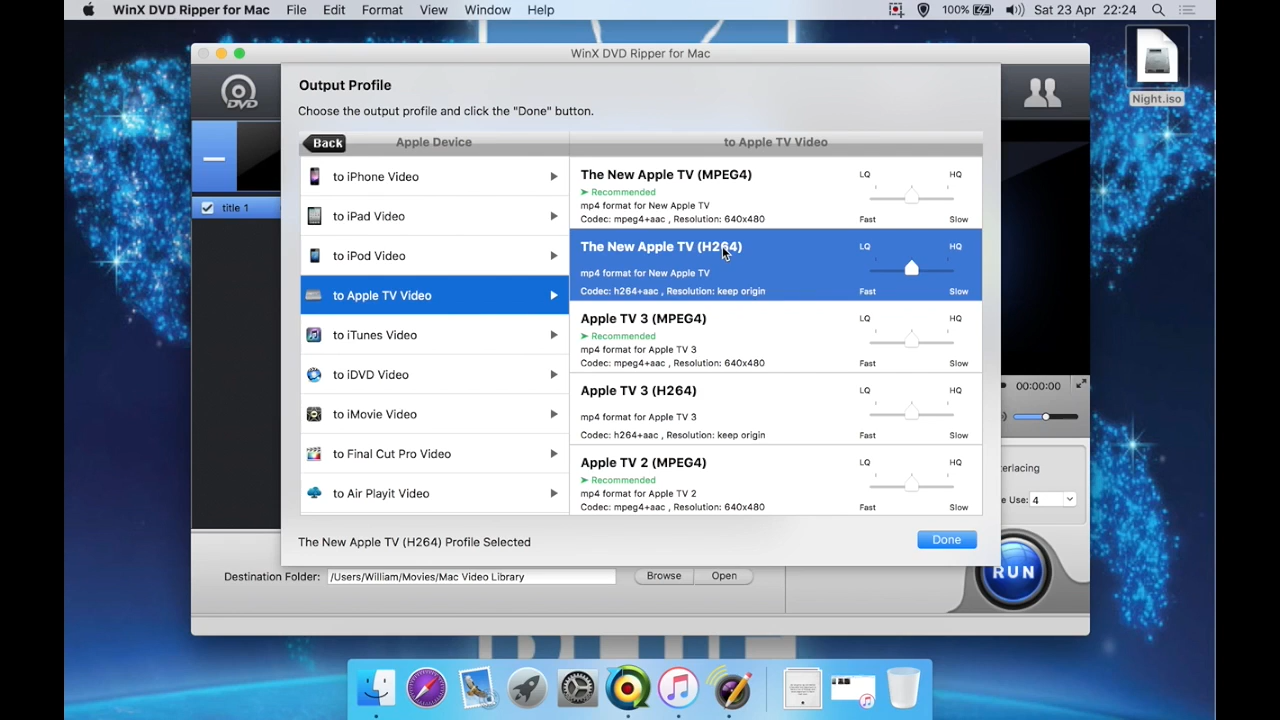 WinX DVD Ripper for Mac File Edit Format View Window Help 100% Sat 23 Apr 22:24
WinX DVD Ripper for Mac
Night.iso
DVD
Output Profile
Choose the output profile and click the "Done" button.
Back Apple Device
to Apple TV Video
title 1
to iPhone Video
to iPad Video
to iPod Video
to Apple TV Video
to iTunes Video
to iDVD Video
to iMovie Video
to Final Cut Pro Video
to Air Playit Video
The New Apple TV (MPEG4)
➤ Recommended
mp4 format for New Apple TV
Codec: mpeg4+aac , Resolution: 640x480
LQ HQ
Fast Slow
The New Apple TV (H264)
mp4 format for New Apple TV
Codec: h264+aac , Resolution: keep origin
LQ HQ
Fast Slow
Apple TV 3 (MPEG4)
➤ Recommended
mp4 format for Apple TV 3
Codec: mpeg4+aac , Resolution: 640x480
LQ HQ
Fast Slow
Apple TV 3 (H264)
mp4 format for Apple TV 3
Codec: h264+aac , Resolution: keep origin
LQ HQ
Fast Slow
Apple TV 2 (MPEG4)
➤ Recommended
mp4 format for Apple TV 2
Codec: mpeg4+aac , Resolution: 640x480
LQ HQ
Fast Slow
00:00:00
erlacing
e Use: 4
The New Apple TV (H264) Profile Selected
Done
Destination Folder: /Users/William/Movies/Mac Video Library Browse Open
RUN